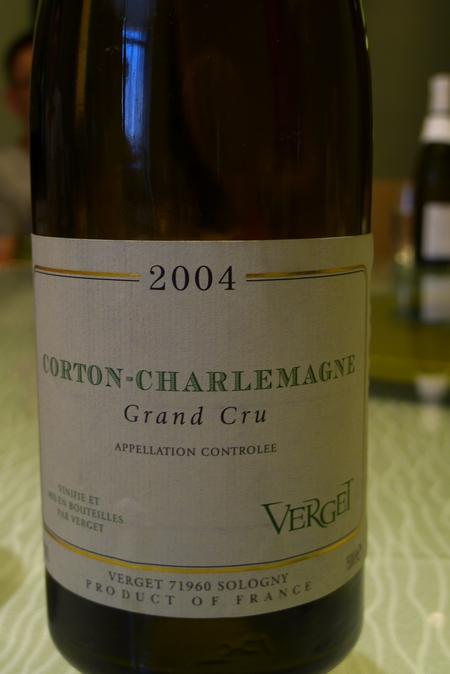 2004
CORTON-CHARLEMAGNE
Grand Cru
APPELLATION CONTROLEE
VINIFIE ET
MIS EN BOUTEILLES
PAR VERGET
VERGET
VERGET 71960 SOLOGNY
PRODUCT OF FRANCE